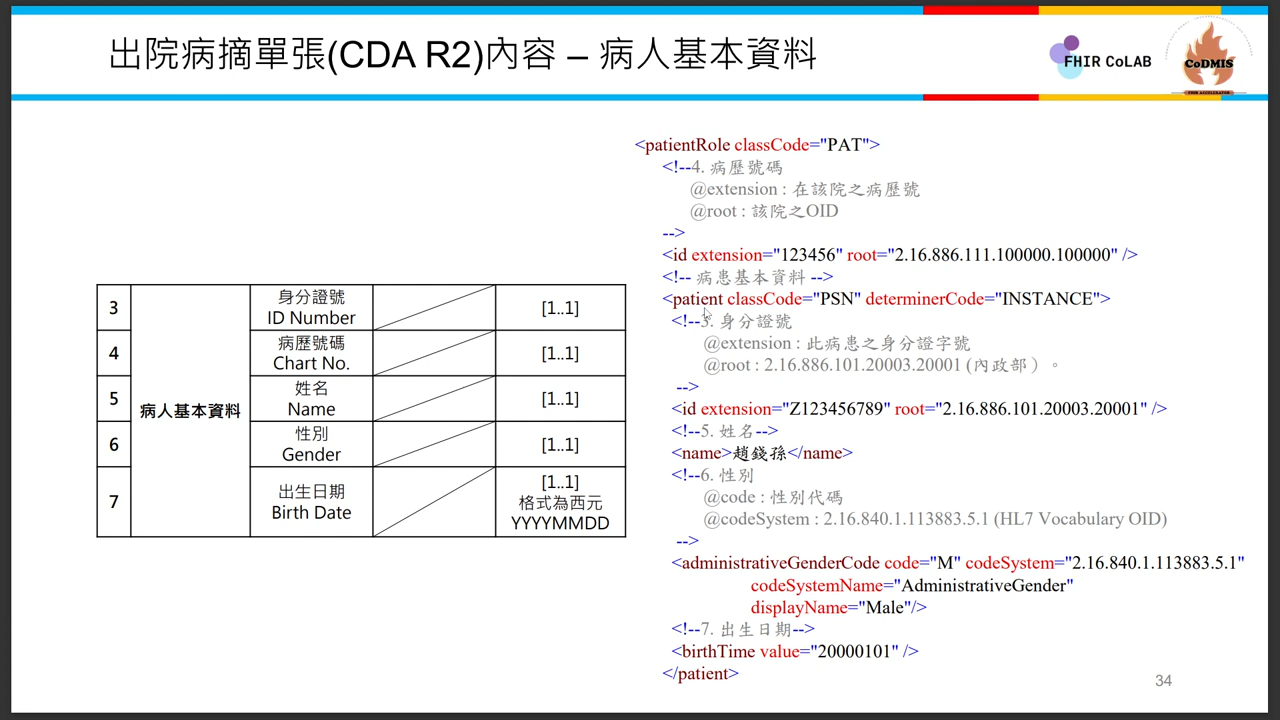 出院病摘單張(CDA R2)內容 – 病人基本資料
FHIR CoLAB
CoDMIS
FHIR ACCELERATOR
3
身分證號
ID Number
[1..1]
4
病歷號碼
Chart No.
[1..1]
5
病人基本資料
姓名
Name
[1..1]
6
性別
Gender
[1..1]
7
出生日期
Birth Date
[1..1]
格式為西元
YYYYMMDD
<patientRole classCode="PAT">
<!--4. 病歷號碼
@extension : 在該院之病歷號
@root : 該院之OID
-->
<id extension="123456" root="2.16.886.111.100000.100000" />
<!-- 病患基本資料 -->
<patient classCode="PSN" determinerCode="INSTANCE">
<!--3. 身分證號
@extension : 此病患之身分證字號
@root : 2.16.886.101.20003.20001 (內政部）。
-->
<id extension="Z123456789" root="2.16.886.101.20003.20001" />
<!--5. 姓名-->
<name>趙錢孫</name>
<!--6. 性別
@code : 性別代碼
@codeSystem : 2.16.840.1.113883.5.1 (HL7 Vocabulary OID)
-->
<administrativeGenderCode code="M" codeSystem="2.16.840.1.113883.5.1"
codeSystemName="AdministrativeGender"
displayName="Male"/>
<!--7. 出生日期-->
<birthTime value="20000101" />
</patient>
34